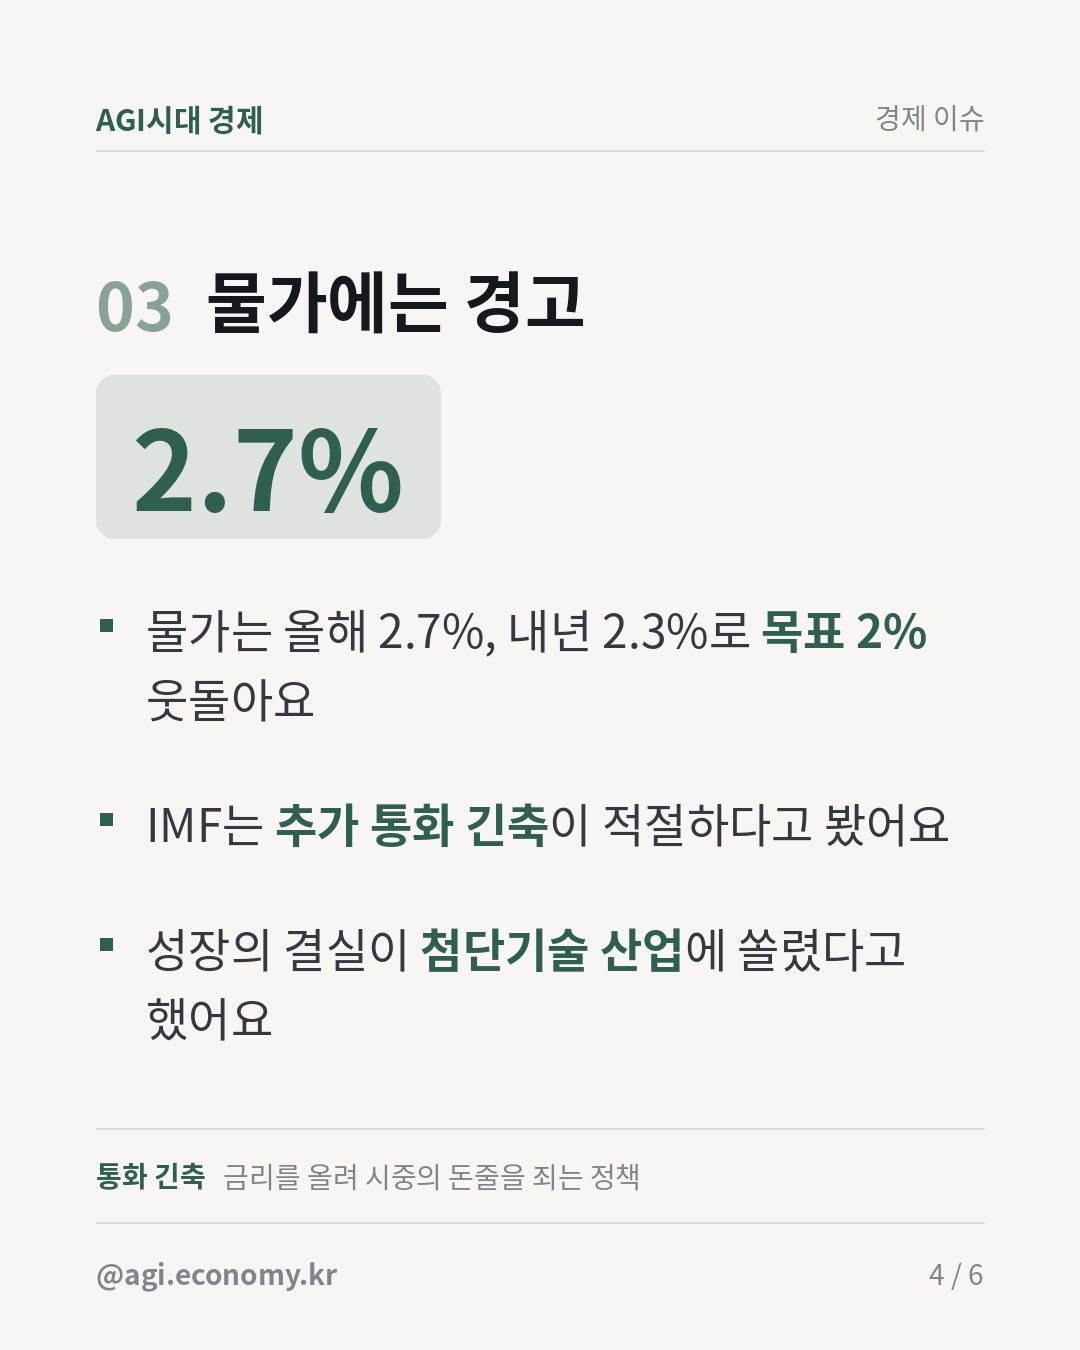 AGI시대 경제
경제 이슈
03 물가에는 경고
2.7%
▪ 물가는 올해 2.7%, 내년 2.3%로 목표 2%
웃돌아요
▪ IMF는 추가 통화 긴축이 적절하다고 봤어요
▪ 성장의 결실이 첨단기술 산업에 쏠렸다고
했어요
통화 긴축 금리를 올려 시중의 돈줄을 죄는 정책
@agi.economy.kr
4 / 6